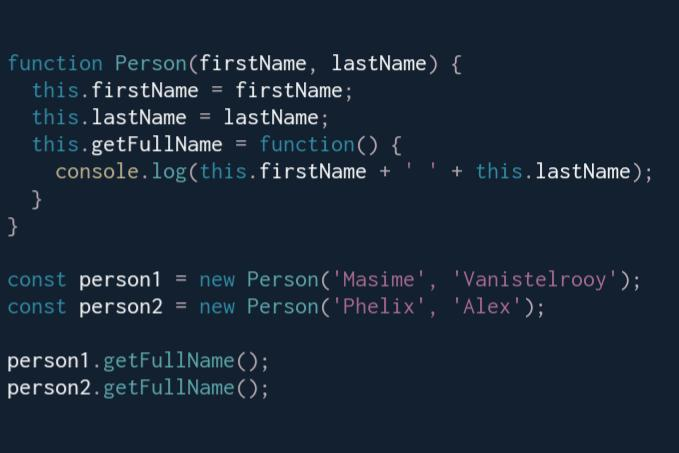 function Person(firstName, lastName) {
  this.firstName = firstName;
  this.lastName = lastName;
  this.getFullName = function() {
    console.log(this.firstName + ' ' + this.lastName);
  }
}
const person1 = new Person('Masime', 'Vanistelrooy');
const person2 = new Person('Phelix', 'Alex');
person1.getFullName();
person2.getFullName();